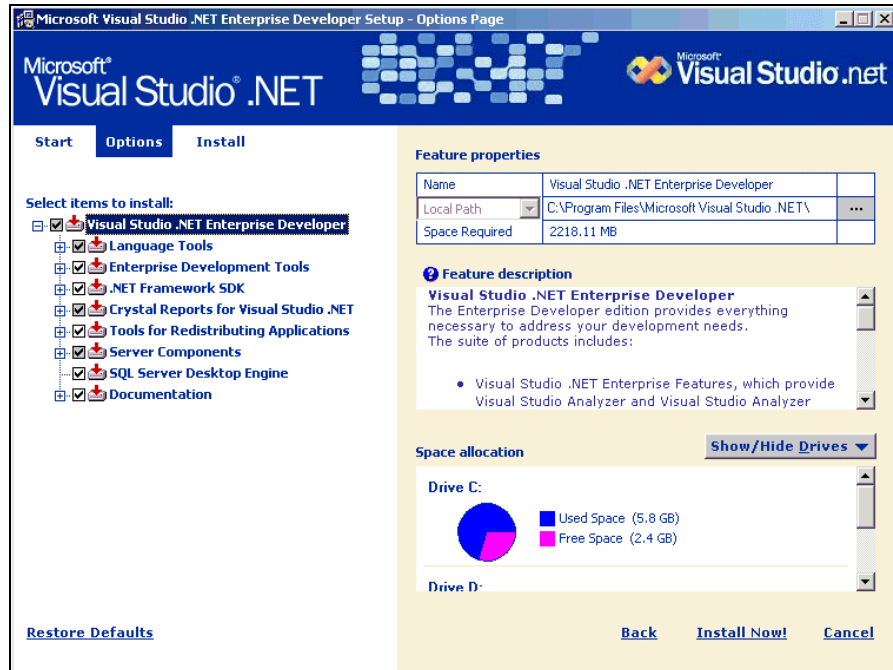 Microsoft Visual Studio .NET Enterprise Developer Setup - Options Page
Microsoft®
Visual Studio® .NET
Microsoft®
Visual Studio.net
Start
Options
Install
Select items to install:
Visual Studio .NET Enterprise Developer
Language Tools
Enterprise Development Tools
.NET Framework SDK
Crystal Reports for Visual Studio .NET
Tools for Redistributing Applications
Server Components
SQL Server Desktop Engine
Documentation
Restore Defaults
Feature properties
Name Visual Studio .NET Enterprise Developer
Local Path C:\Program Files\Microsoft Visual Studio .NET\ ...
Space Required 2218.11 MB
? Feature description
Visual Studio .NET Enterprise Developer
The Enterprise Developer edition provides everything
necessary to address your development needs.
The suite of products includes:
• Visual Studio .NET Enterprise Features, which provide
Visual Studio Analyzer and Visual Studio Analyzer
Space allocation
Show/Hide Drives
Drive C:
Used Space (5.8 GB)
Free Space (2.4 GB)
Drive D:
Back
Install Now!
Cancel